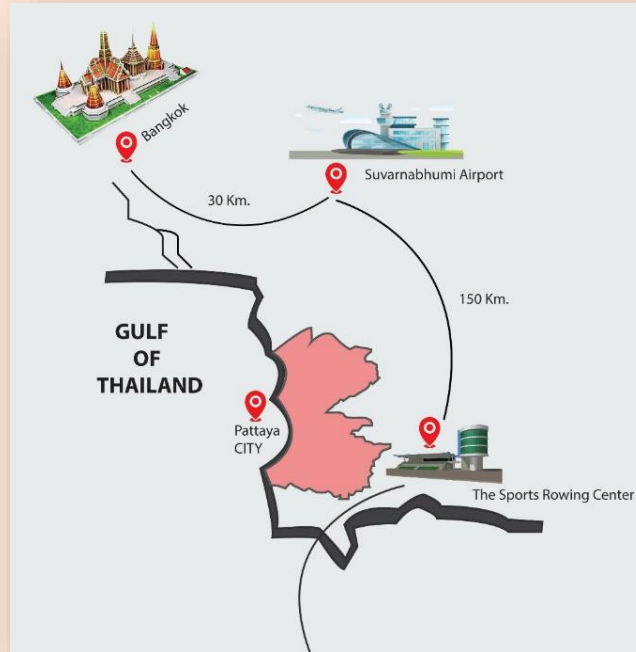 Bangkok
Suvarnabhumi Airport
30 Km.
150 Km.
GULF
OF
THAILAND
Pattaya
CITY
The Sports Rowing Center